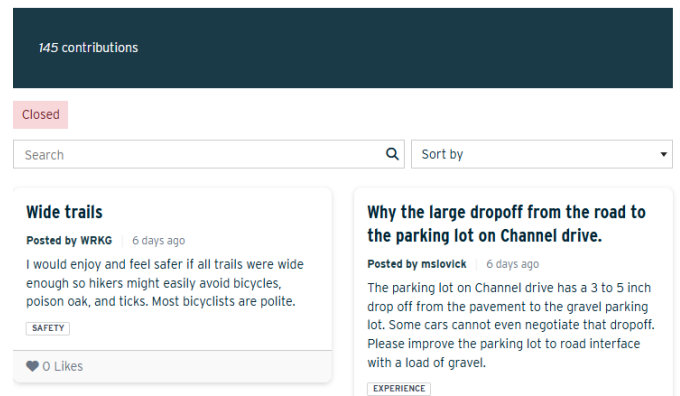 145 contributions
Closed
Search
Sort by
Wide trails
Posted by WRKG
6 days ago
I would enjoy and feel safer if all trails were wide
enough so hikers might easily avoid bicycles,
poison oak, and ticks. Most bicyclists are polite.
SAFETY
0 Likes
Why the large dropoff from the road to
the parking lot on Channel drive.
Posted by mslovick
6 days ago
The parking lot on Channel drive has a 3 to 5 inch
drop off from the pavement to the gravel parking
lot. Some cars cannot even negotiate that dropoff.
Please improve the parking lot to road interface
with a load of gravel.
EXPERIENCE